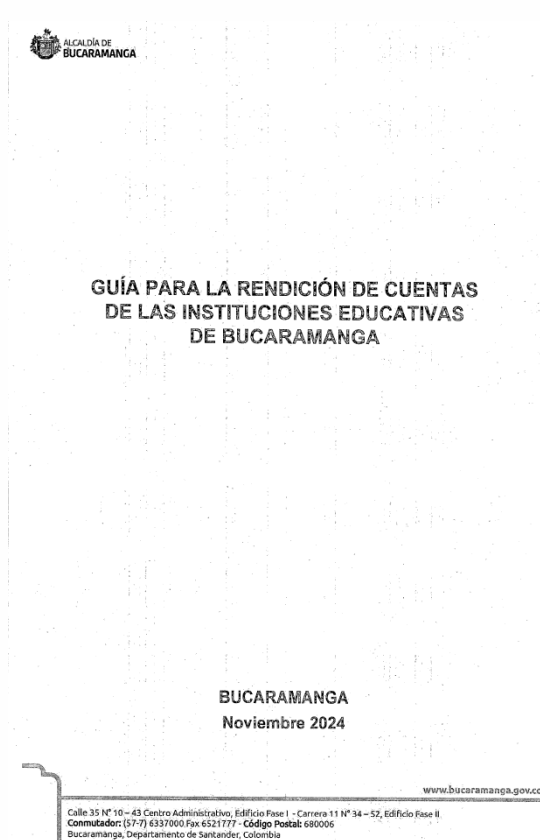 ALCALDÍA DE
BUCARAMANGA
GUÍA PARA LA RENDICIÓN DE CUENTAS
DE LAS INSTITUCIONES EDUCATIVAS
DE BUCARAMANGA
BUCARAMANGA
Noviembre 2024
www.bucaramanga.gov.co
Calle 35 N° 10 – 43 Centro Administrativo, Edificio Fase I - Carrera 11 N° 34 – 52, Edificio Fase II
Conmutador: (57-7) 6337000 Fax 6521777 - Código Postal: 680006
Bucaramanga, Departamento de Santander, Colombia